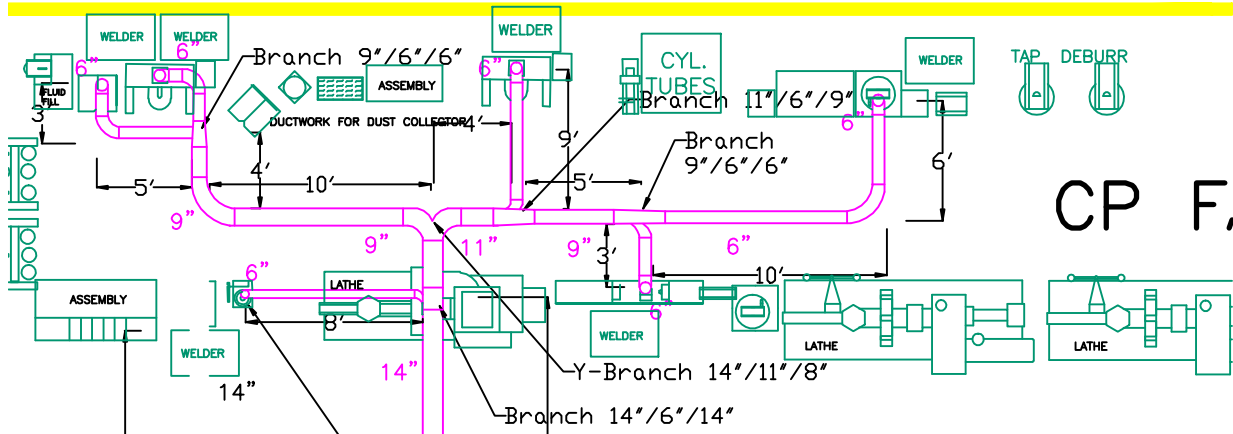 WELDER
WELDER
WELDER
6"
6"
Branch 9"/6"/6"
6"
CYL.
TUBES
WELDER
TAP
DEBURR
FLUID
FILL
3'
ASSEMBLY
DUCTWORK FOR DUST COLLECTOR
4'
Branch 11"/6"/9"
6"
9'
Branch
9"/6"/6"
4'
6'
5'
10'
5'
9"
9"
11"
9"
6"
CP F
3'
6"
10'
ASSEMBLY
LATHE
8'
6"
WELDER
WELDER
LATHE
LATHE
14"
14"
Y-Branch 14"/11"/8"
Branch 14"/6"/14"